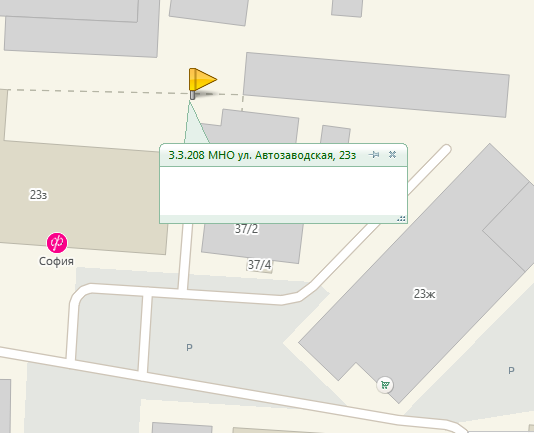 3.3.208 МНО ул. Автозаводская, 23з
23з
37/2
София
37/4
23ж
P
P